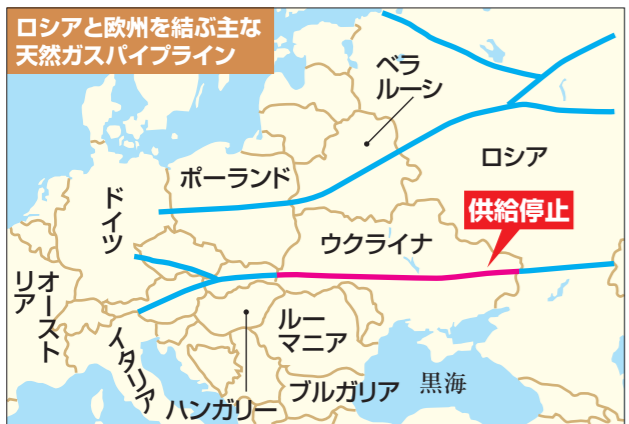 ロシアと欧州を結ぶ主な
天然ガスパイプライン
ベラ
ルーシ
ロシア
ポーランド
ドイツ
供給停止
ウクライナ
オースト
リア
ルー
マニア
イタリア
ブルガリア
黒海
ハンガリー